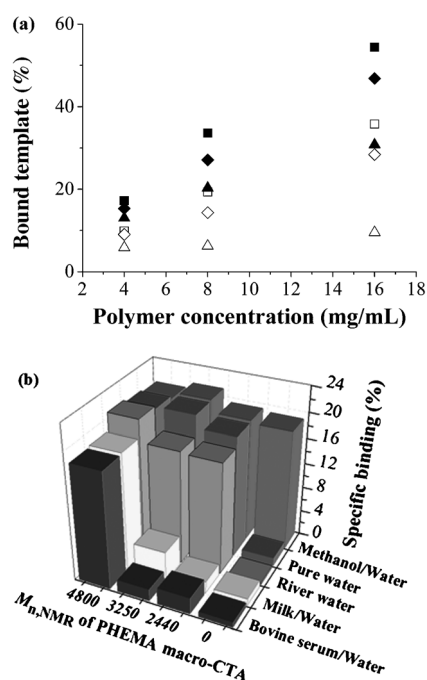 (a)
60
40
20
0
Bound template (%)
2 4 6 8 10 12 14 16 18
Polymer concentration (mg/mL)
(b)
24
20
16
12
8
4
0
Specific binding (%)
Methanol/Water
Pure water
River water
Milk/Water
Bovine serum/Water
4800 3250 2440 0
Mn,NMR of PHEMA macro-CTA